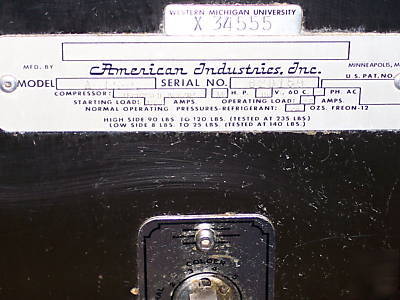 WESTERN MICHIGAN UNIVERSITY
X 34555
MFD. BY American Industries, Inc. MINNEAPOLIS, M
MODEL SERIAL NO. U.S. PAT. NO.
COMPRESSOR: H.P. V. 60 C. PH. AC
STARTING LOAD: AMPS. OPERATING LOAD: AMPS.
NORMAL OPERATING PRESSURES-REFRIGERANT: OZS. FREON-12
HIGH SIDE 90 LBS. TO 120 LBS. (TESTED AT 235 LBS)
LOW SIDE 8 LBS. TO 25 LBS. (TESTED AT 140 LBS.)
COLDER